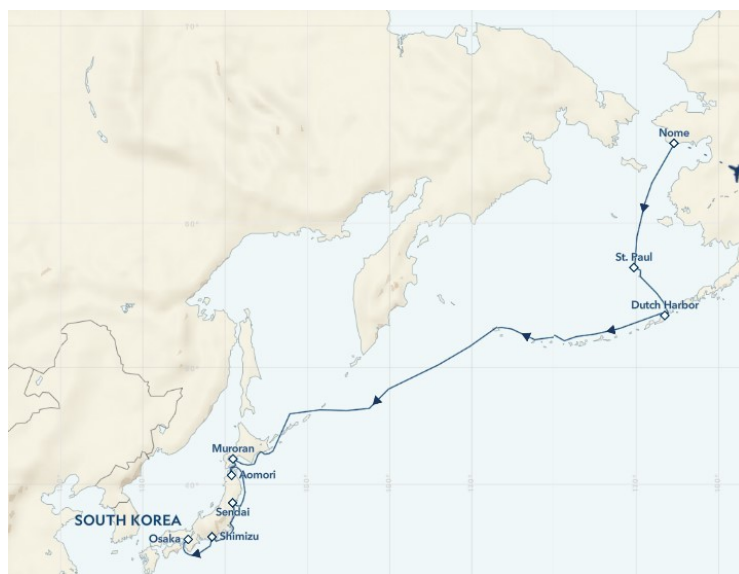 Nome
St. Paul
Dutch Harbor
Muroran
Aomori
Sendai
SOUTH KOREA
Osaka
Shimizu